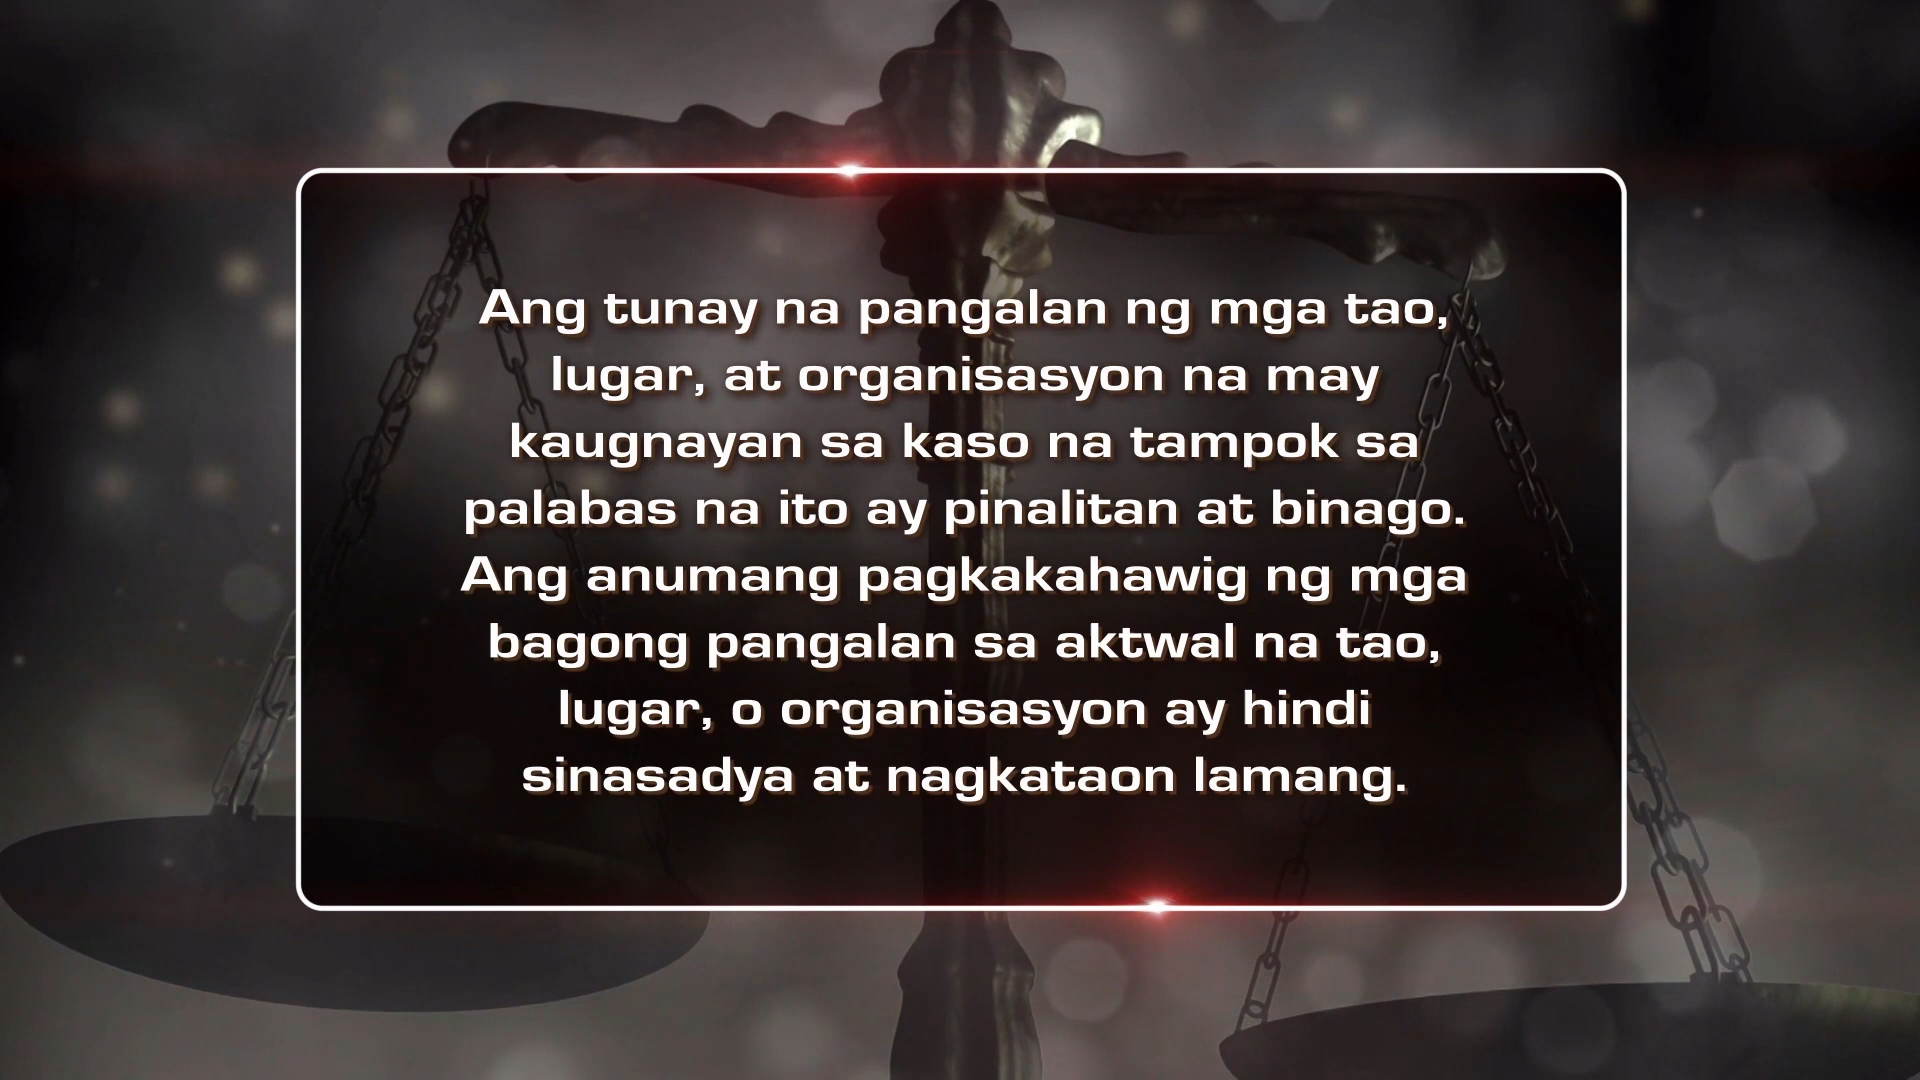 Ang tunay na pangalan ng mga tao,
lugar, at organisasyon na may
kaugnayan sa kaso na tampok sa
palabas na ito ay pinalitan at binago.
Ang anumang pagkakahawig ng mga
bagong pangalan sa aktwal na tao,
lugar, o organisasyon ay hindi
sinasadya at nagkataon lamang.